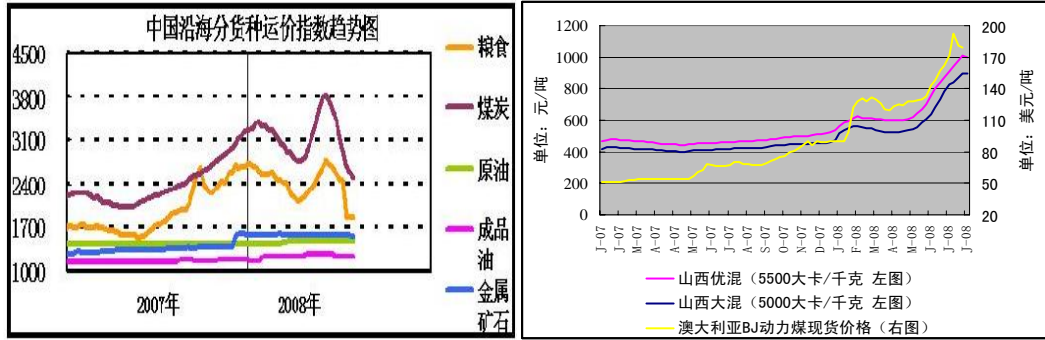 中国沿海分货种运价指数趋势图
4500
3800
3100
2400
1700
1000
2007年
2008年
粮食
煤炭
原油
成品
油
金属
矿石
1200
1000
800
600
400
200
0
单位：元/吨
200
180
160
140
120
100
80
60
40
20
单位：美元/吨
J-07
J-07
M-07
A-07
A-07
M-07
J-07
J-07
A-07
S-07
O-07
N-07
D-07
J-08
F-08
M-08
A-08
M-08
J-08
J-08
山西优混（5500大卡/千克 左图）
山西大混（5000大卡/千克 左图）
澳大利亚BJ动力煤现货价格（右图）